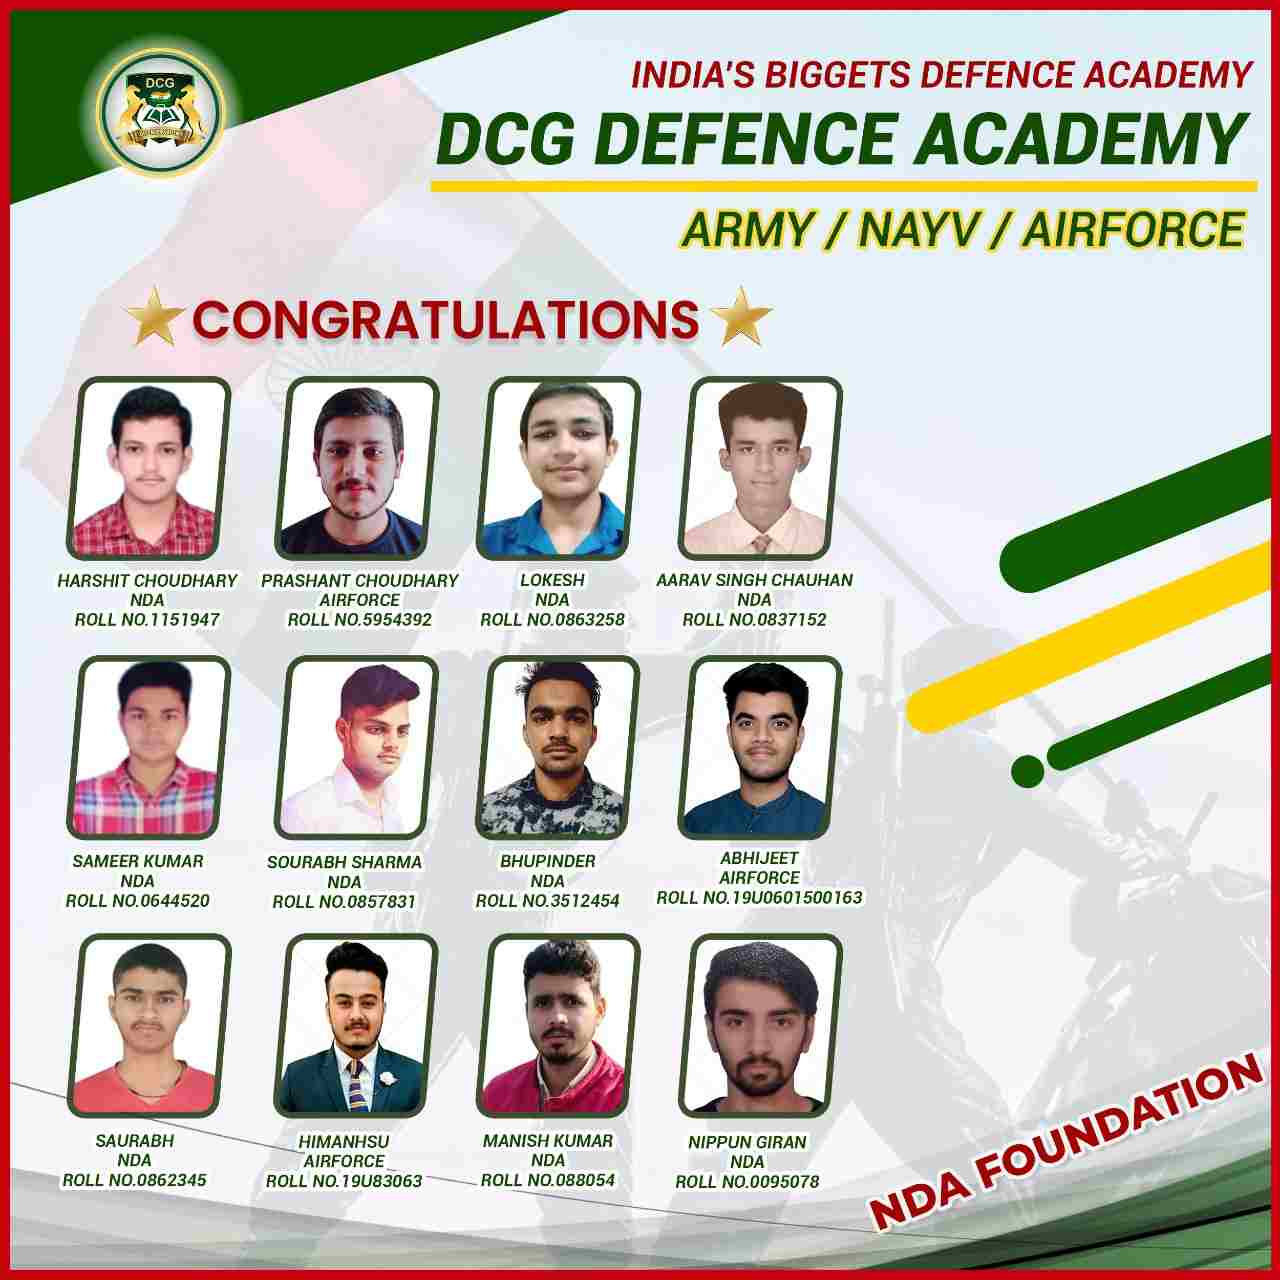 DCG
INDIA'S BIGGETS DEFENCE ACADEMY
DCG DEFENCE ACADEMY
ARMY / NAYV / AIRFORCE
CONGRATULATIONS
HARSHIT CHOUDHARY
NDA
ROLL NO.1151947
PRASHANT CHOUDHARY
AIRFORCE
ROLL NO.5954392
LOKESH
NDA
ROLL NO.0863258
AARAV SINGH CHAUHAN
NDA
ROLL NO.0837152
SAMEER KUMAR
NDA
ROLL NO.0644520
SOURABH SHARMA
NDA
ROLL NO.0857831
BHUPINDER
NDA
ROLL NO.3512454
ABHIJEET
AIRFORCE
ROLL NO.19U0601500163
SAURABH
NDA
ROLL NO.0862345
HIMANHSU
AIRFORCE
ROLL NO.19U83063
MANISH KUMAR
NDA
ROLL NO.088054
NIPPUN GIRAN
NDA
ROLL NO.0095078
NDA FOUNDATION